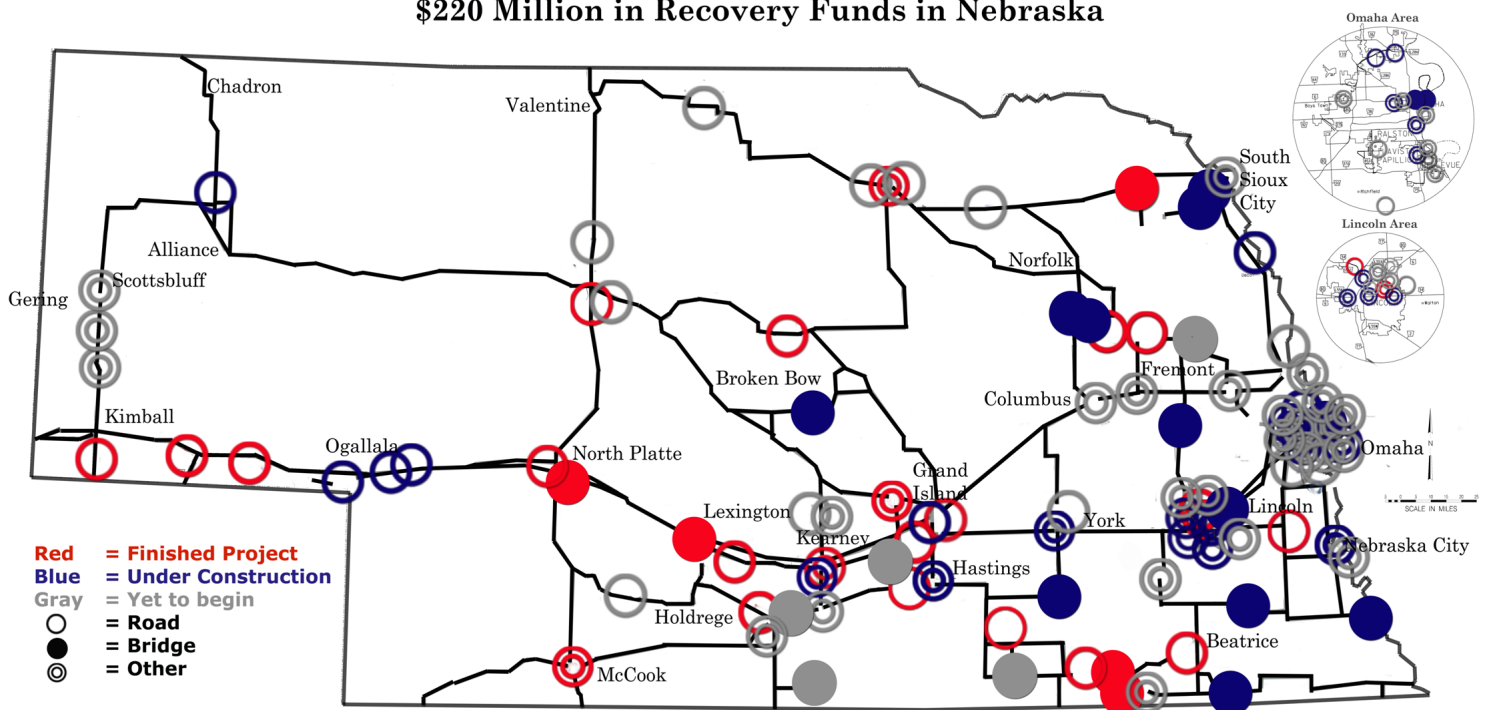 $220 Million in Recovery Funds in Nebraska
Omaha Area
Chadron
Valentine
South
Sioux
City
Lincoln Area
Alliance
Norfolk
Scottsbluff
Gering
Broken Bow
Fremont
Columbus
Kimball
Ogallala
North Platte
Grand
Island
Omaha
N
SCALE IN MILES
Lexington
Kearney
York
Lincoln
Nebraska City
Hastings
Holdrege
Beatrice
McCook
Red = Finished Project
Blue = Under Construction
Gray = Yet to begin
= Road
= Bridge
= Other